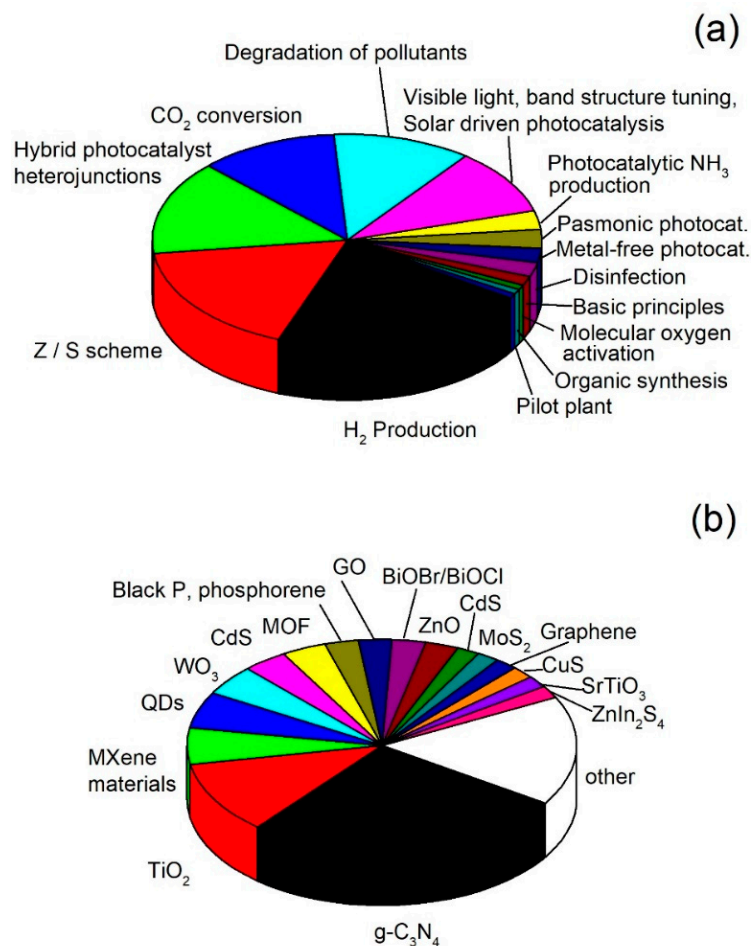 (a)
Degradation of pollutants
Visible light, band structure tuning,
Solar driven photocatalysis
CO₂ conversion
Hybrid photocatalyst
heterojunctions
Photocatalytic NH₃
production
Pasmonic photocat.
Metal-free photocat.
Disinfection
Basic principles
Molecular oxygen
activation
Organic synthesis
Pilot plant
Z / S scheme
H₂ Production
(b)
GO
BiOBr/BiOCl
Black P, phosphorene
CdS
MOF
ZnO
CdS
MoS₂
Graphene
WO₃
CuS
QDs
SrTiO₃
ZnIn₂S₄
MXene
materials
other
TiO₂
g-C₃N₄